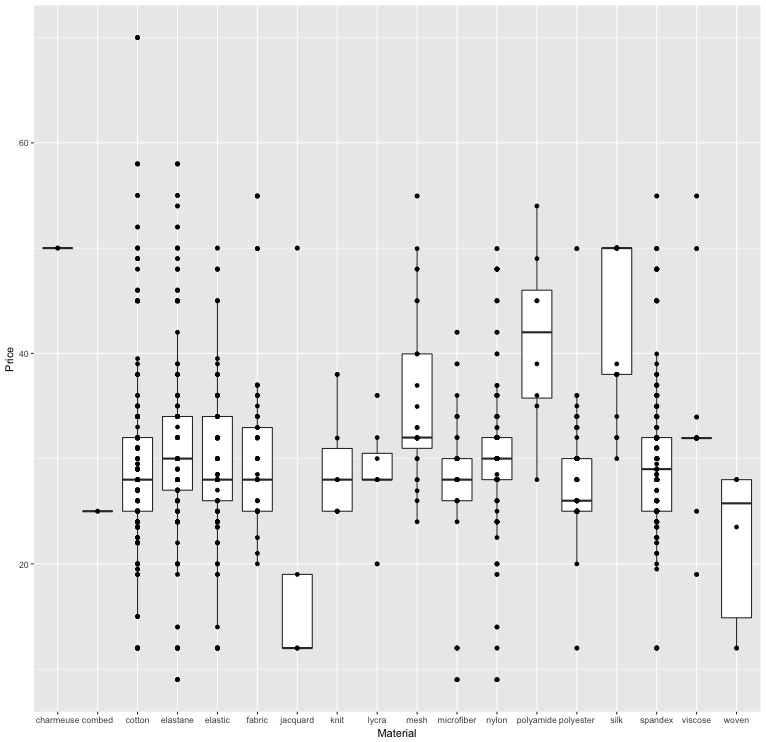 Price
60
40
20
charmeuse combed cotton elastane elastic fabric jacquard knit lycra mesh microfiber nylon polyamide polyester silk spandex viscose woven
Material